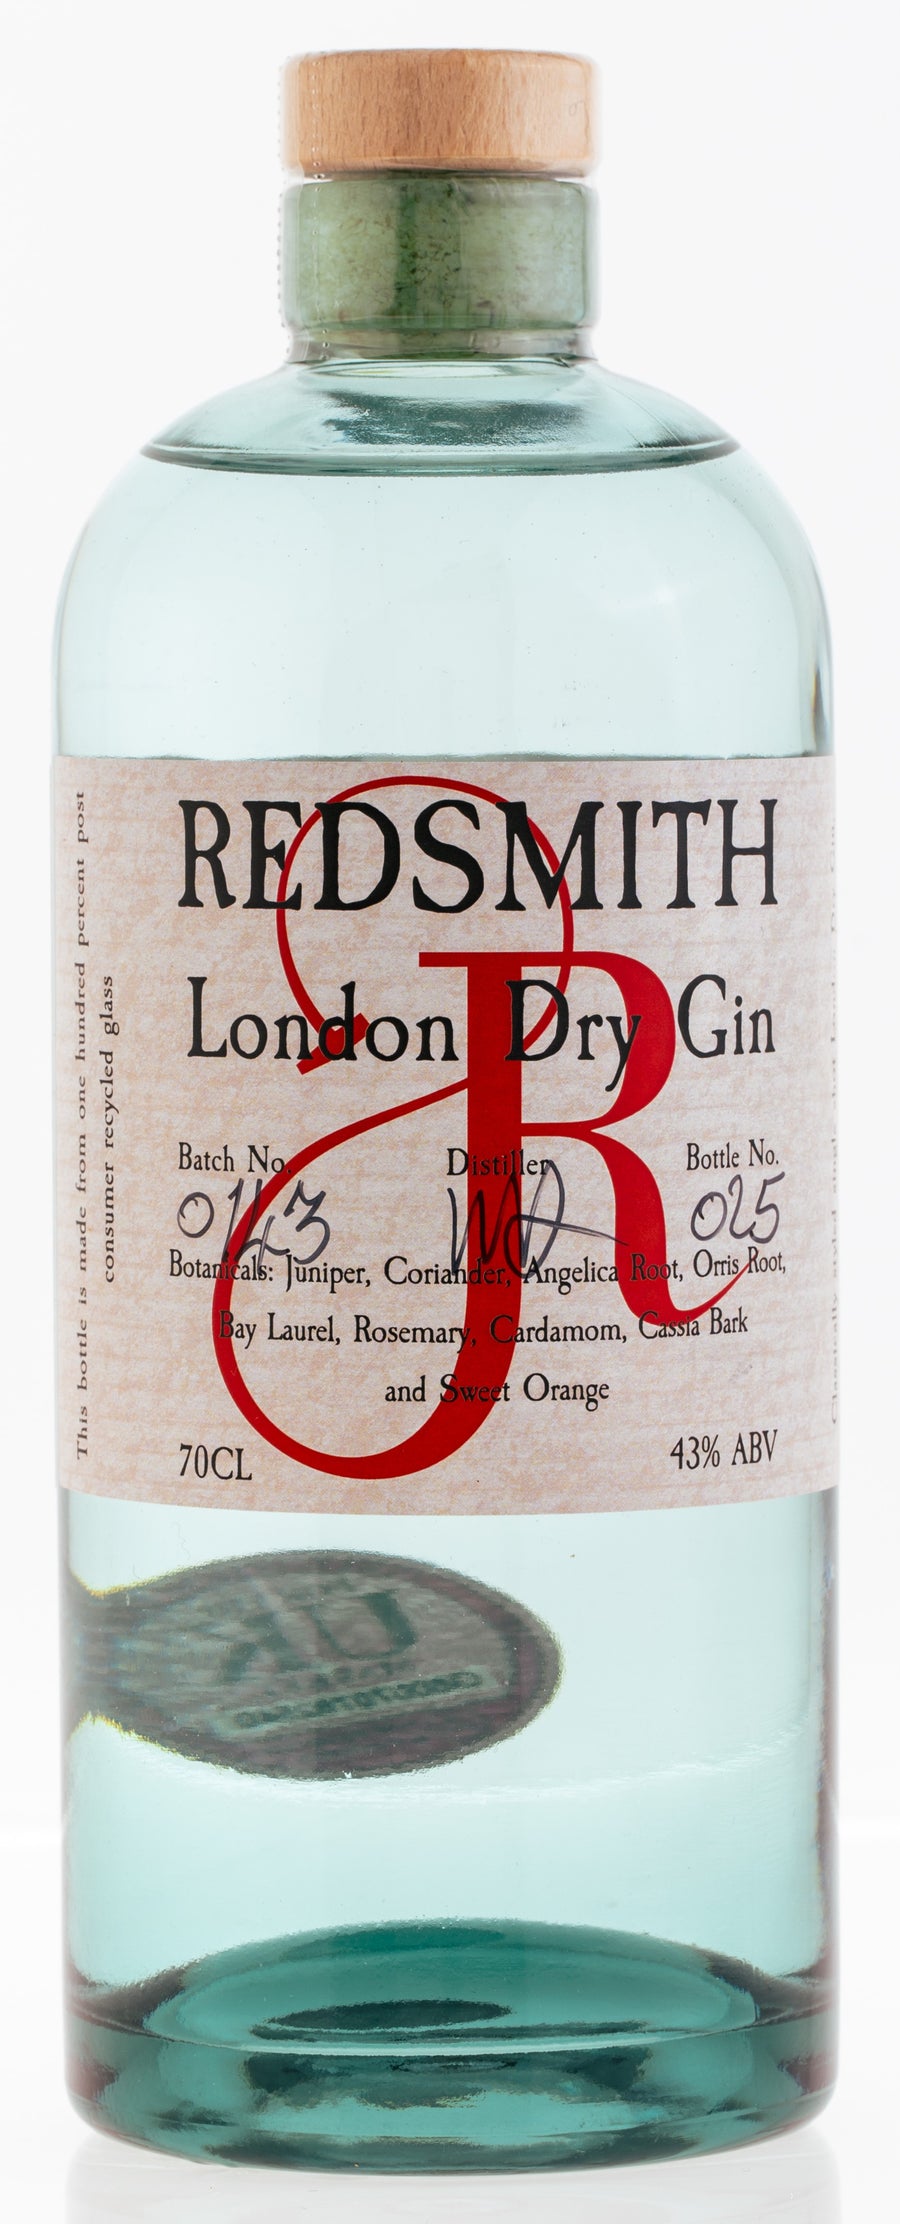 REDSMITH
London Dry Gin
Batch No. Distiller Bottle No.
0143 025
Botanicals: Juniper, Coriander, Angelica Root, Orris Root,
Bay Laurel, Rosemary, Cardamom, Cassia Bark
and Sweet Orange
70CL 43% ABV
This bottle is made from one hundred percent post
consumer recycled glass
R
UK